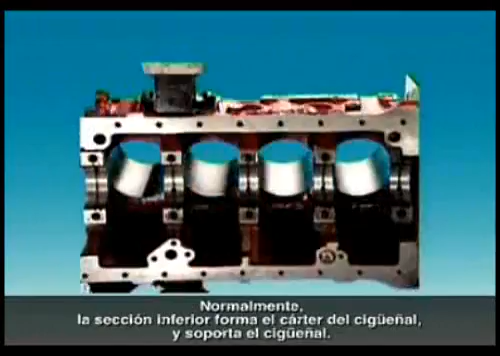 Normalmente,
la sección inferior forma el cárter del cigüeñal,
y soporta el cigüeñal.